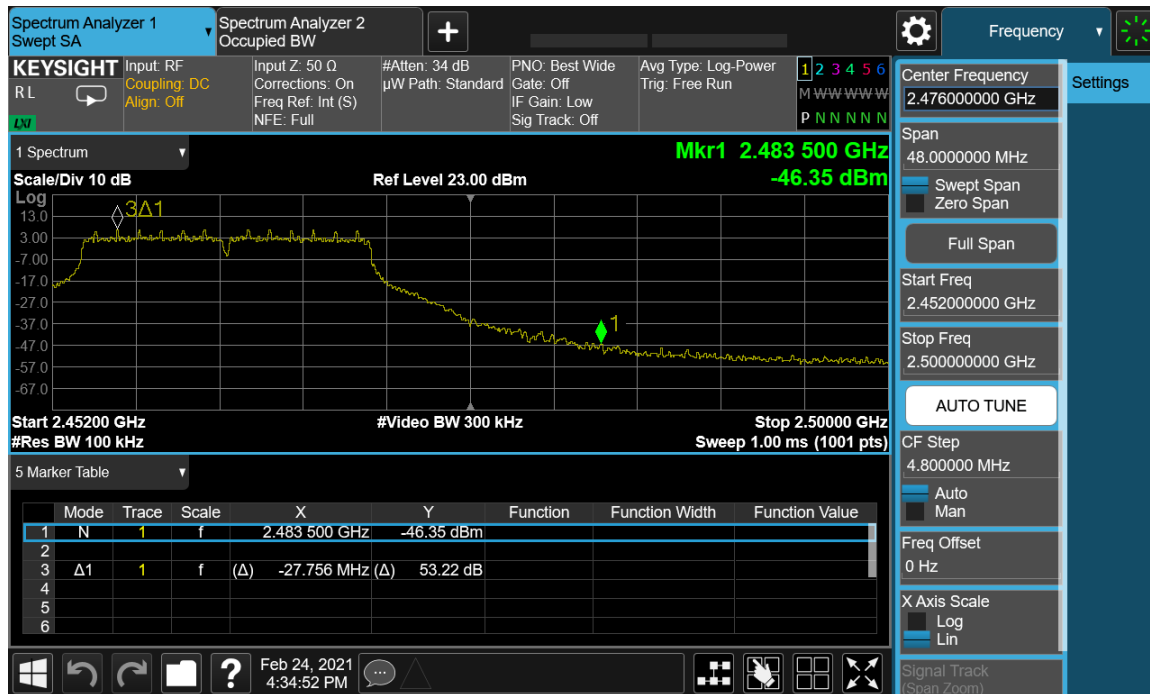 Spectrum Analyzer 1
Swept SA
Spectrum Analyzer 2
Occupied BW
Frequency
KEYSIGHT
RL
LXI
Input: RF
Coupling: DC
Align: Off
Input Z: 50 Ω
Corrections: On
Freq Ref: Int (S)
NFE: Full
#Atten: 34 dB
µW Path: Standard
PNO: Best Wide
Gate: Off
IF Gain: Low
Sig Track: Off
Avg Type: Log-Power
Trig: Free Run
1 2 3 4 5 6
M W W W W W
P N N N N N
1 Spectrum
Mkr1 2.483 500 GHz
Scale/Div 10 dB
Ref Level 23.00 dBm
-46.35 dBm
Log
13.0
3.00
-7.00
-17.0
-27.0
-37.0
-47.0
-57.0
-67.0
3Δ1
1
Start 2.45200 GHz
#Video BW 300 kHz
Stop 2.50000 GHz
#Res BW 100 kHz
Sweep 1.00 ms (1001 pts)
5 Marker Table
Mode Trace Scale X Y Function Function Width Function Value
1 N 1 f 2.483 500 GHz -46.35 dBm
2
3 Δ1 1 f (Δ) -27.756 MHz (Δ) 53.22 dB
4
5
6
Feb 24, 2021
4:34:52 PM
Center Frequency
2.476000000 GHz
Settings
Span
48.0000000 MHz
Swept Span
Zero Span
Full Span
Start Freq
2.452000000 GHz
Stop Freq
2.500000000 GHz
AUTO TUNE
CF Step
4.800000 MHz
Auto
Man
Freq Offset
0 Hz
X Axis Scale
Log
Lin
Signal Track
(Span Zoom)